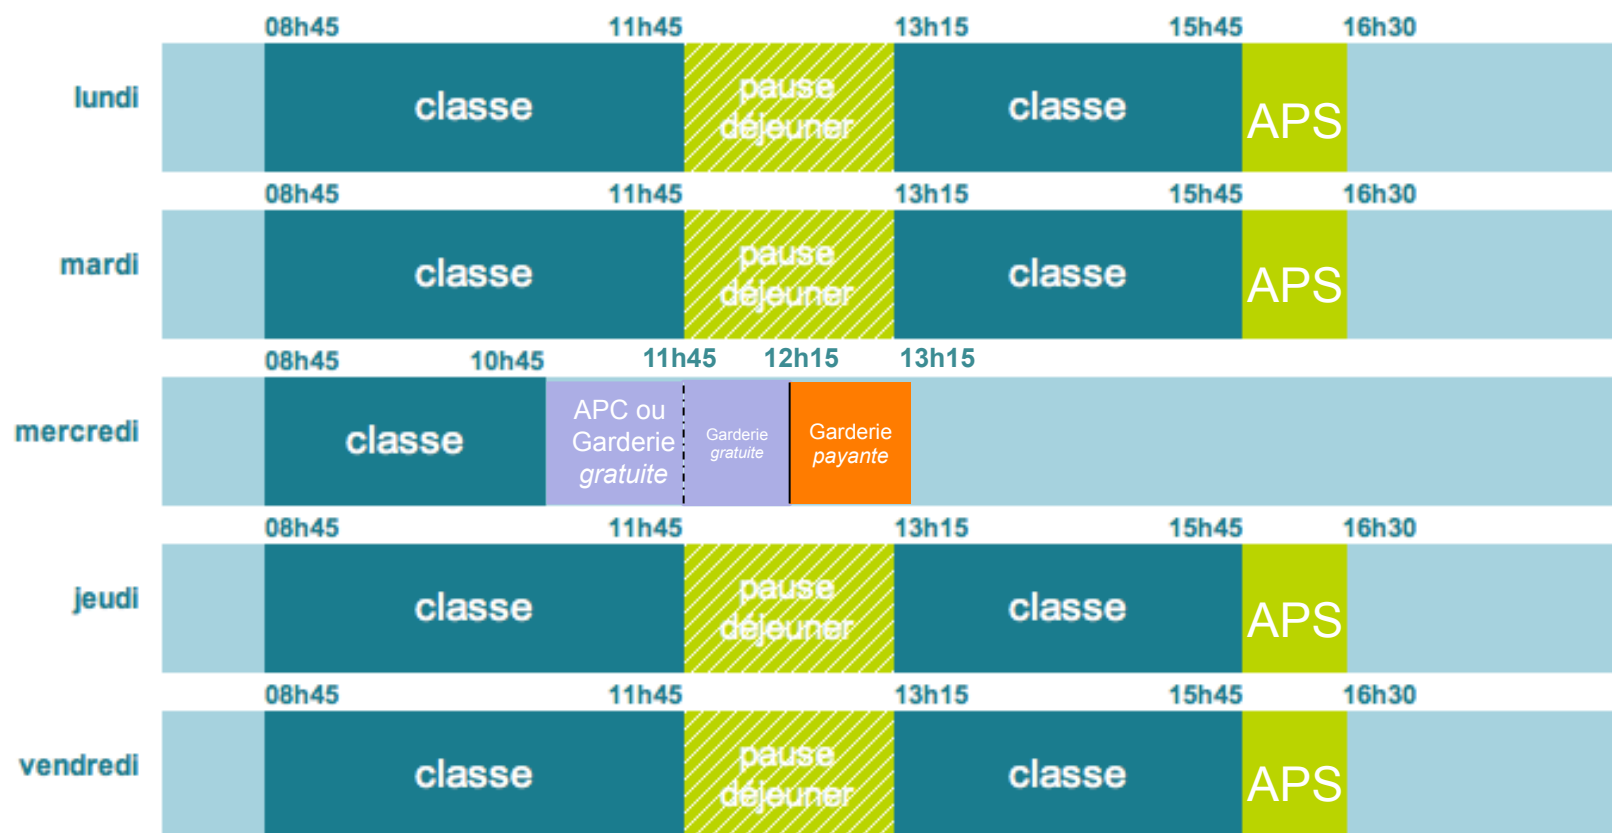 08h45 11h45 13h15 15h45 16h30
lundi
classe
pause
déjeuner
classe
APS
08h45 11h45 13h15 15h45 16h30
mardi
classe
pause
déjeuner
classe
APS
08h45 10h45 11h45 12h15 13h15
mercredi
classe
APC ou
Garderie
gratuite
Garderie
gratuite
Garderie
payante
08h45 11h45 13h15 15h45 16h30
jeudi
classe
pause
déjeuner
classe
APS
08h45 11h45 13h15 15h45 16h30
vendredi
classe
pause
déjeuner
classe
APS